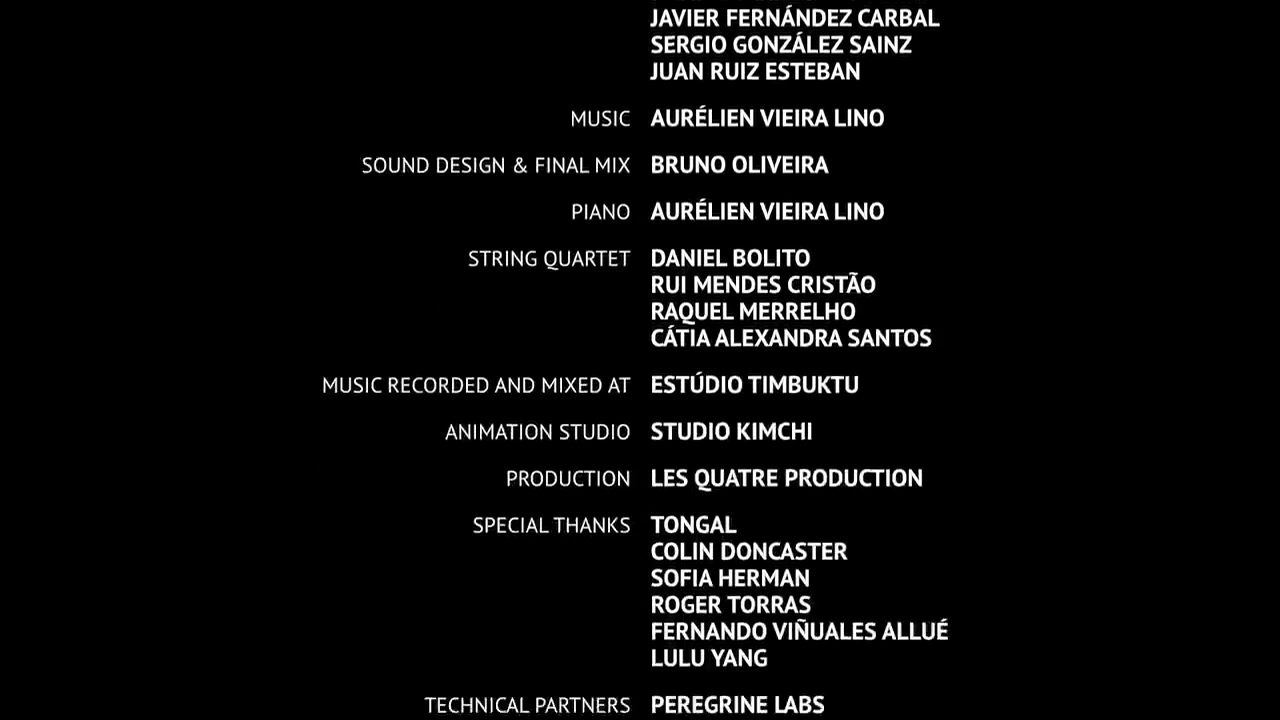 JAVIER FERNÁNDEZ CARBAL
SERGIO GONZÁLEZ SAINZ
JUAN RUIZ ESTEBAN
MUSIC AURÉLIEN VIEIRA LINO
SOUND DESIGN & FINAL MIX BRUNO OLIVEIRA
PIANO AURÉLIEN VIEIRA LINO
STRING QUARTET DANIEL BOLITO
RUI MENDES CRISTÃO
RAQUEL MERRELHO
CÁTIA ALEXANDRA SANTOS
MUSIC RECORDED AND MIXED AT ESTÚDIO TIMBUKTU
ANIMATION STUDIO STUDIO KIMCHI
PRODUCTION LES QUATRE PRODUCTION
SPECIAL THANKS TONGAL
COLIN DONCASTER
SOFIA HERMAN
ROGER TORRAS
FERNANDO VIÑUALES ALLUÉ
LULU YANG
TECHNICAL PARTNERS PEREGRINE LABS